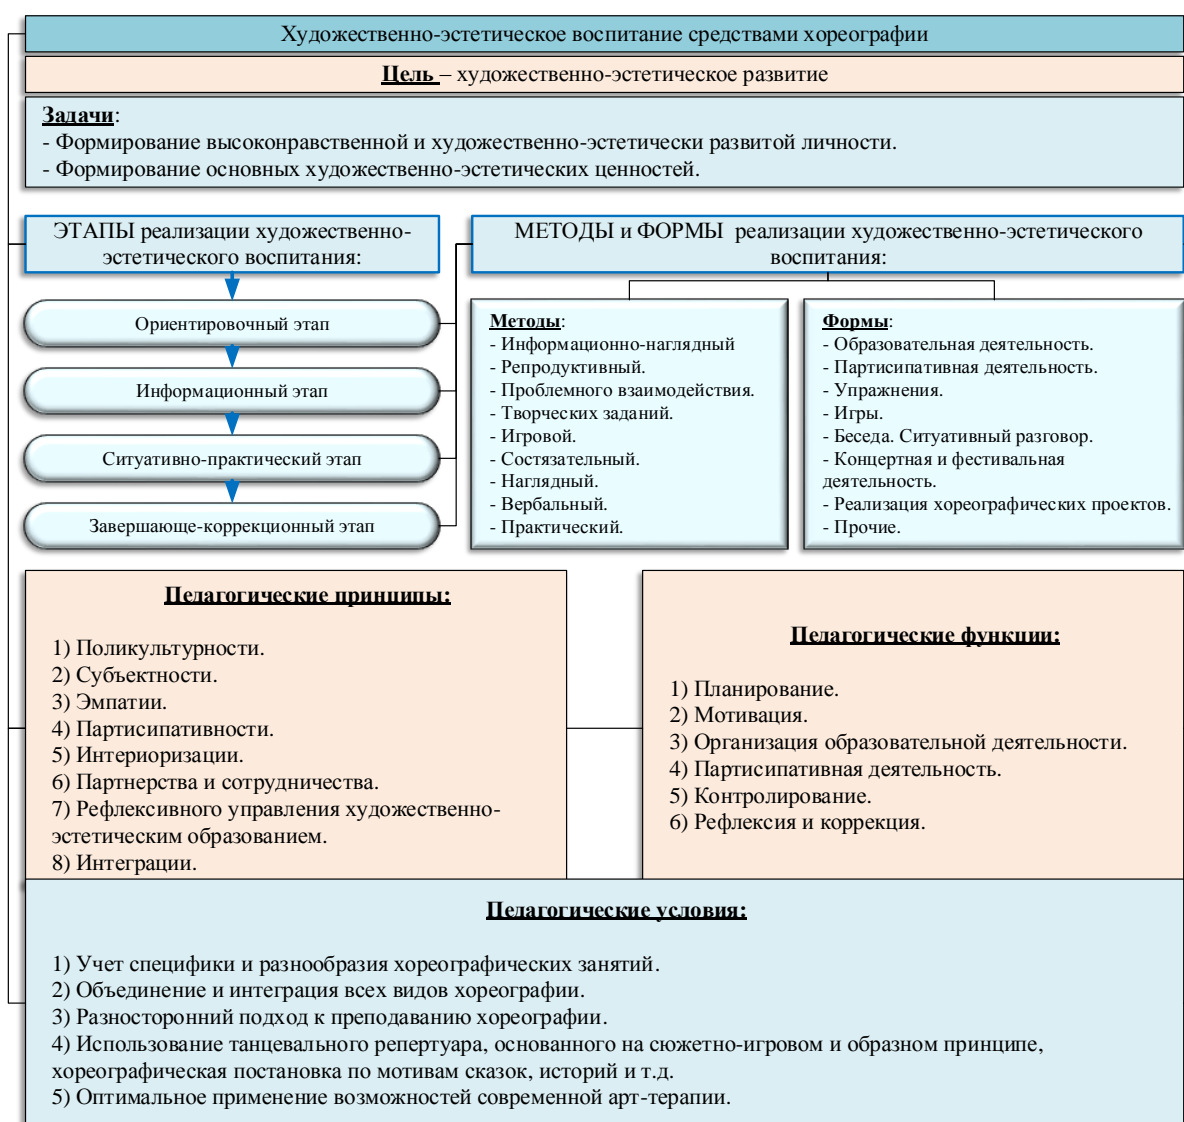 Художественно-эстетическое воспитание средствами хореографии
Цель – художественно-эстетическое развитие
Задачи:
- Формирование высоконравственной и художественно-эстетически развитой личности.
- Формирование основных художественно-эстетических ценностей.
ЭТАПЫ реализации художественно-
эстетического воспитания:
Ориентировочный этап
Информационный этап
Ситуативно-практический этап
Завершающе-коррекционный этап
МЕТОДЫ и ФОРМЫ реализации художественно-эстетического
воспитания:
Методы:
- Информационно-наглядный
- Репродуктивный.
- Проблемного взаимодействия.
- Творческих заданий.
- Игровой.
- Состязательный.
- Наглядный.
- Вербальный.
- Практический.
Формы:
- Образовательная деятельность.
- Партисипативная деятельность.
- Упражнения.
- Игры.
- Беседа. Ситуативный разговор.
- Концертная и фестивальная
деятельность.
- Реализация хореографических проектов.
- Прочие.
Педагогические принципы:
1) Поликультурности.
2) Субъектности.
3) Эмпатии.
4) Партисипативности.
5) Интериоризации.
6) Партнерства и сотрудничества.
7) Рефлексивного управления художественно-
эстетическим образованием.
8) Интеграции.
Педагогические функции:
1) Планирование.
2) Мотивация.
3) Организация образовательной деятельности.
4) Партисипативная деятельность.
5) Контролирование.
6) Рефлексия и коррекция.
Педагогические условия:
1) Учет специфики и разнообразия хореографических занятий.
2) Объединение и интеграция всех видов хореографии.
3) Разносторонний подход к преподаванию хореографии.
4) Использование танцевального репертуара, основанного на сюжетно-игровом и образном принципе,
хореографическая постановка по мотивам сказок, историй и т.д.
5) Оптимальное применение возможностей современной арт-терапии.